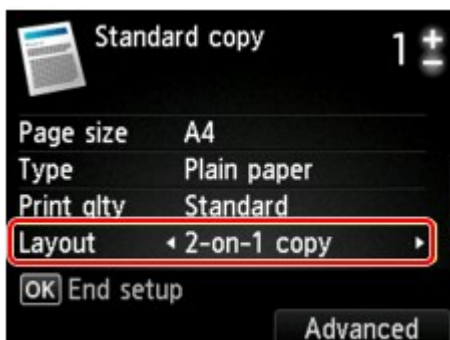 Standard copy 1
Page size A4
Type Plain paper
Print qlty Standard
Layout 2-on-1 copy
OK End setup
Advanced